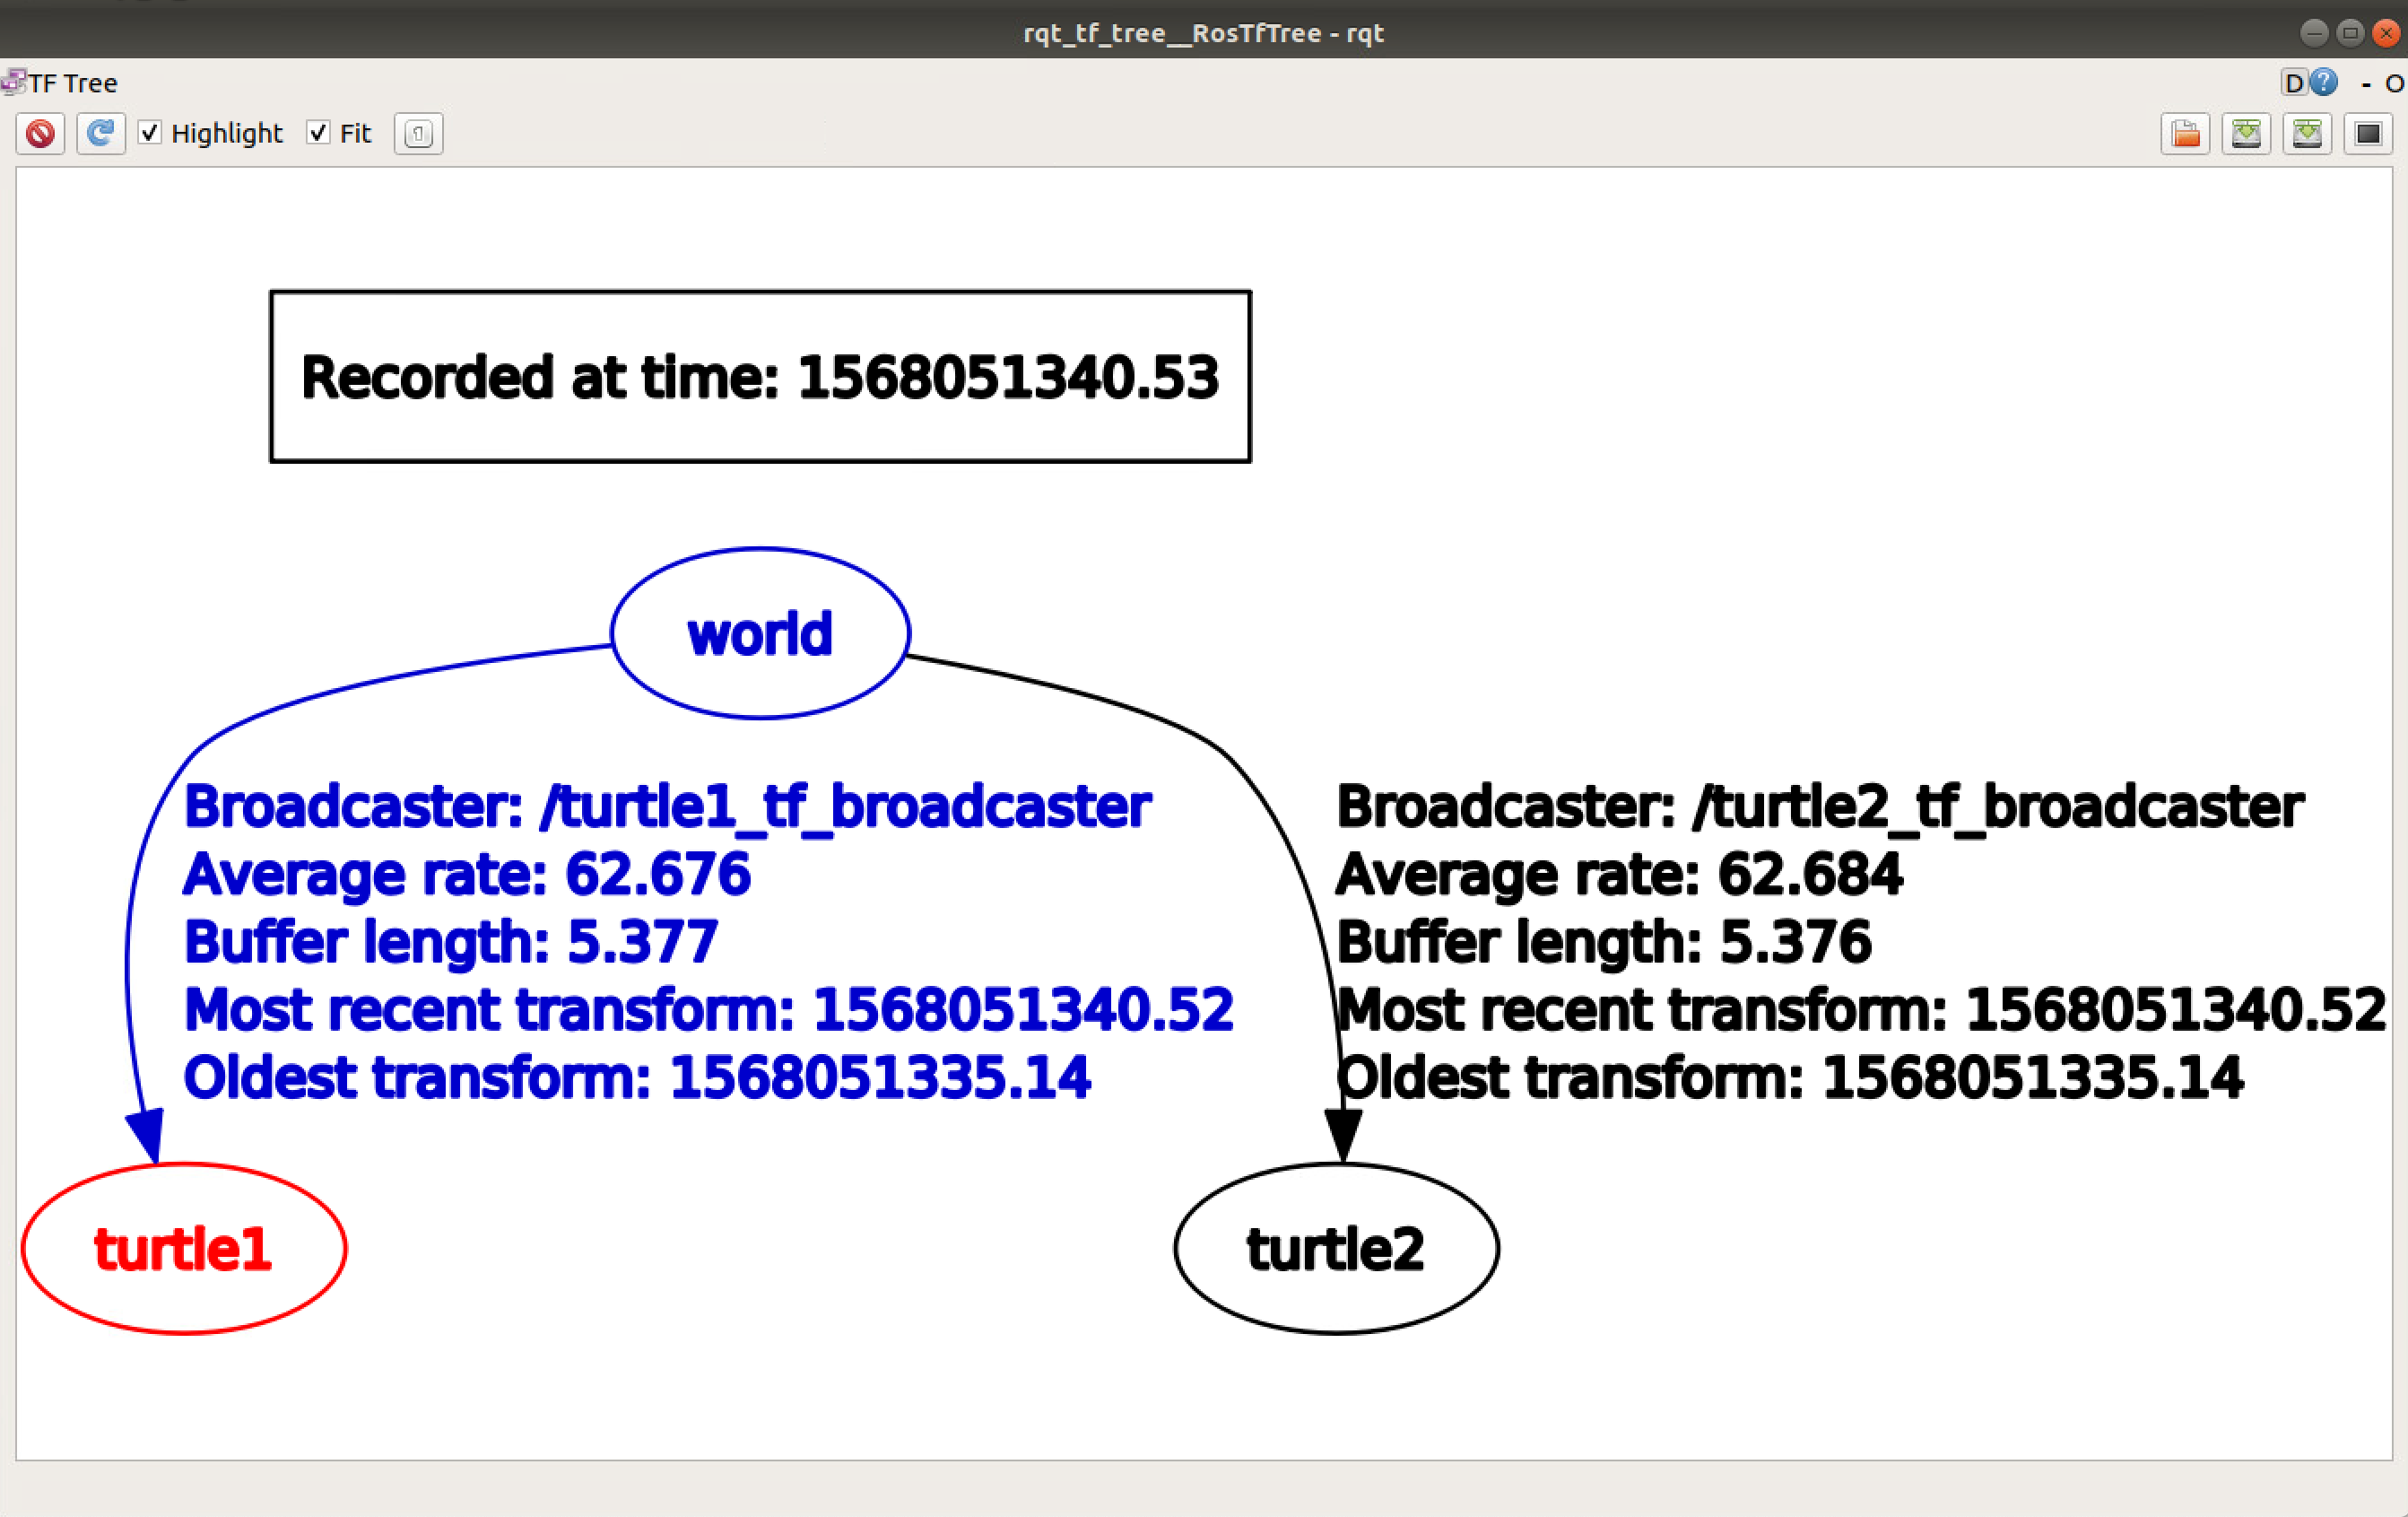 rqt_tf_tree__RosTfTree - rqt
TF Tree
D ? - O
Highlight Fit 1
Recorded at time: 1568051340.53
world
Broadcaster: /turtle1_tf_broadcaster
Average rate: 62.676
Buffer length: 5.377
Most recent transform: 1568051340.52
Oldest transform: 1568051335.14
Broadcaster: /turtle2_tf_broadcaster
Average rate: 62.684
Buffer length: 5.376
Most recent transform: 1568051340.52
Oldest transform: 1568051335.14
turtle1
turtle2